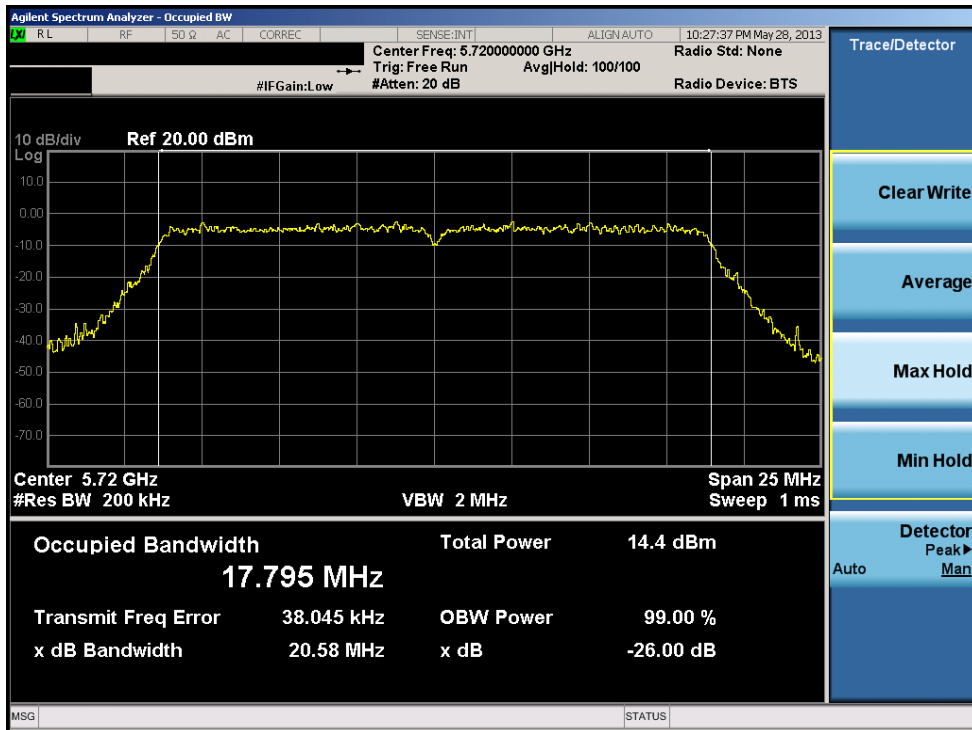 Agilent Spectrum Analyzer - Occupied BW
LXI RL RF 50 Ω AC CORREC SENSE:INT ALIGN AUTO 10:27:37 PM May 28, 2013
Center Freq: 5.720000000 GHz Radio Std: None
Trig: Free Run Avg|Hold: 100/100
#IFGain:Low #Atten: 20 dB Radio Device: BTS
Trace/Detector
10 dB/div Ref 20.00 dBm
Log
10.0
0.00
-10.0
-20.0
-30.0
-40.0
-50.0
-60.0
-70.0
Center 5.72 GHz Span 25 MHz
#Res BW 200 kHz VBW 2 MHz Sweep 1 ms
Occupied Bandwidth Total Power 14.4 dBm
17.795 MHz
Transmit Freq Error 38.045 kHz OBW Power 99.00 %
x dB Bandwidth 20.58 MHz x dB -26.00 dB
Clear Write
Average
Max Hold
Min Hold
Detector
Peak
Auto Man
MSG STATUS